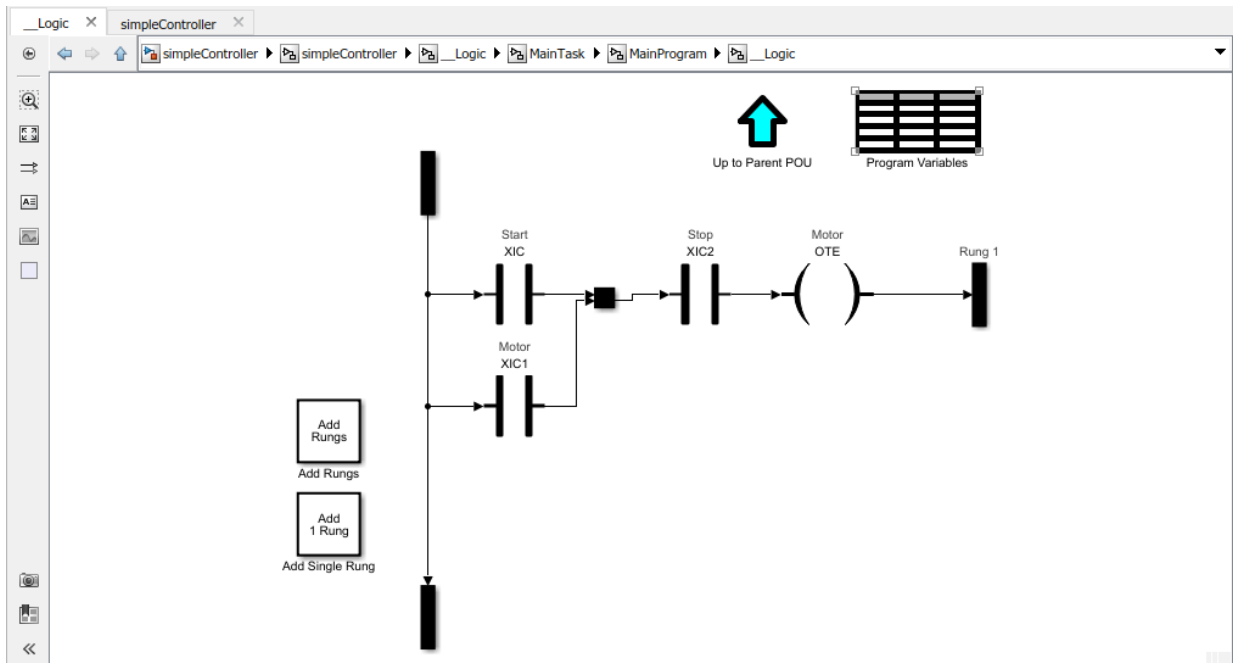 __Logic
simpleController
simpleController
simpleController
__Logic
MainTask
MainProgram
__Logic
Up to Parent POU
Program Variables
Start
XIC
Stop
XIC2
Motor
OTE
Rung 1
Motor
XIC1
Add
Rungs
Add Rungs
Add
1 Rung
Add Single Rung